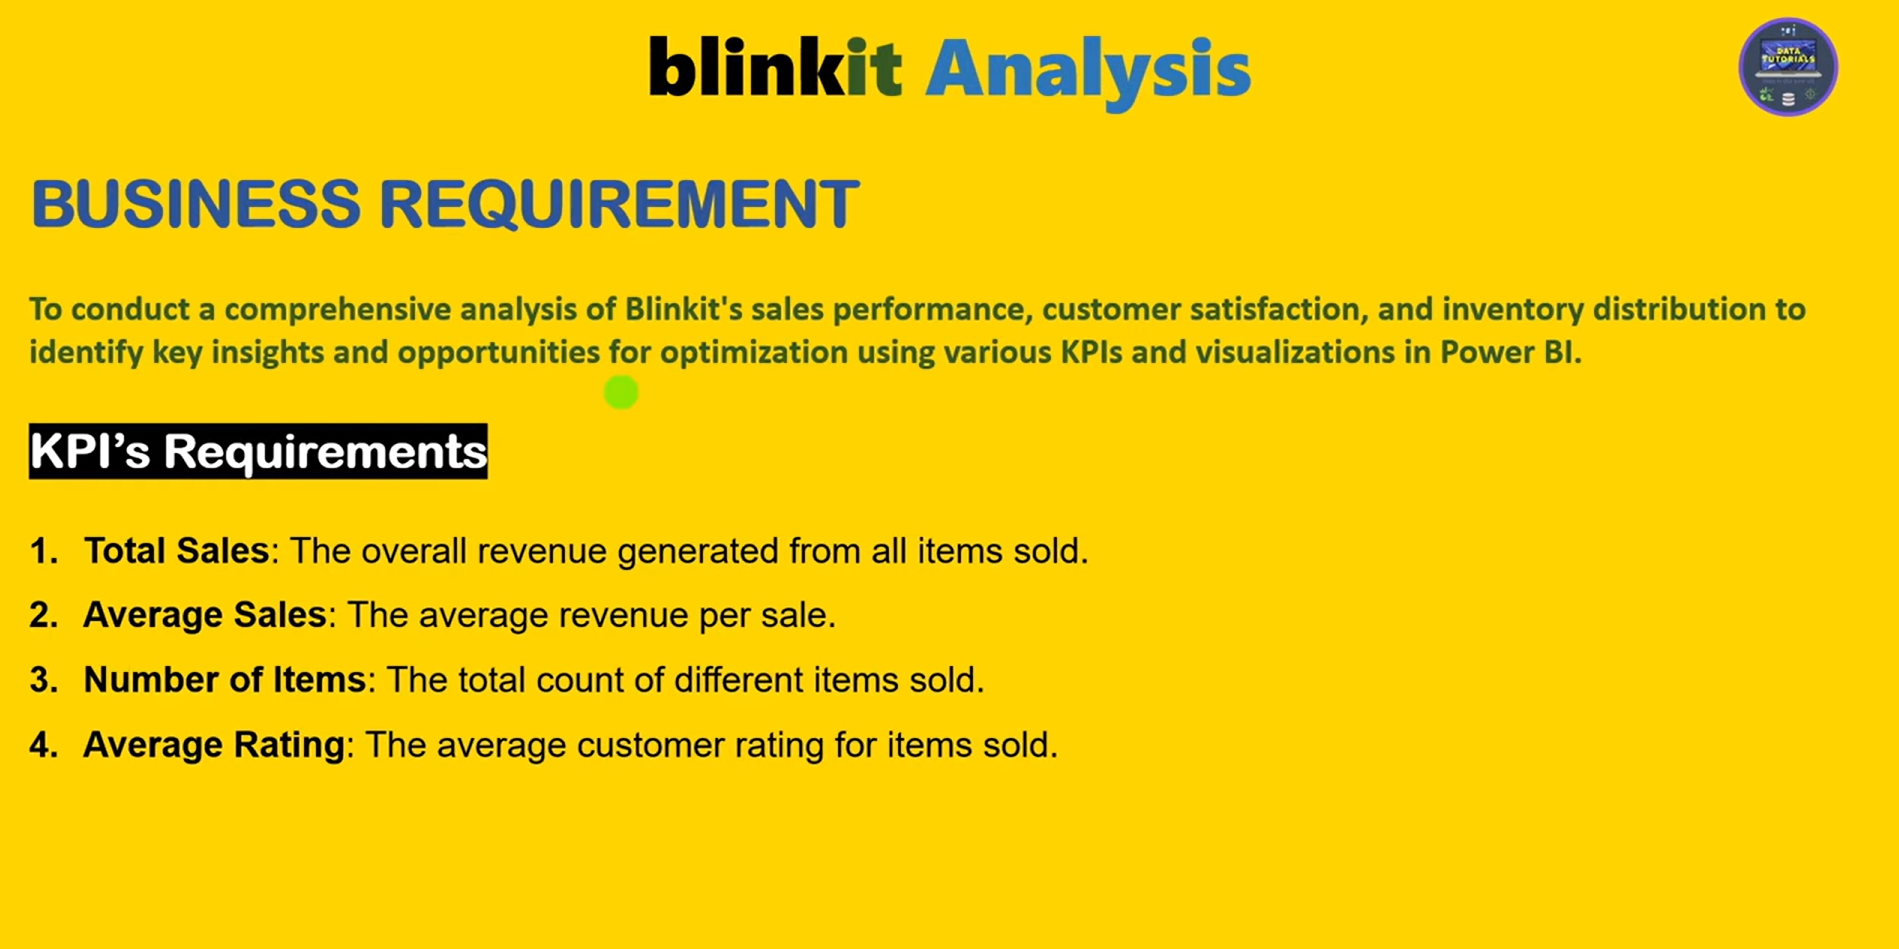 blinkit Analysis
DATA
TUTORIALS
BUSINESS REQUIREMENT
To conduct a comprehensive analysis of Blinkit's sales performance, customer satisfaction, and inventory distribution to
identify key insights and opportunities for optimization using various KPIs and visualizations in Power BI.
KPI’s Requirements
1. Total Sales: The overall revenue generated from all items sold.
2. Average Sales: The average revenue per sale.
3. Number of Items: The total count of different items sold.
4. Average Rating: The average customer rating for items sold.